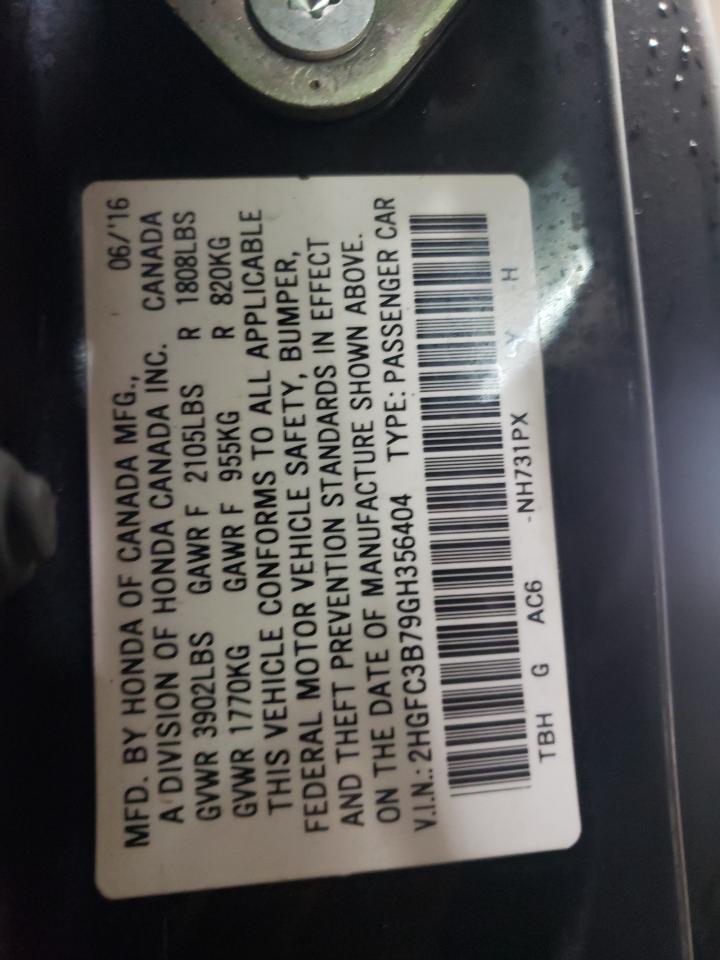 MFD. BY HONDA OF CANADA MFG., 06/'16
A DIVISION OF HONDA CANADA INC. CANADA
GVWR 3902LBS GAWR F 2105LBS R 1808LBS
GVWR 1770KG GAWR F 955KG R 820KG
THIS VEHICLE CONFORMS TO ALL APPLICABLE
FEDERAL MOTOR VEHICLE SAFETY, BUMPER,
AND THEFT PREVENTION STANDARDS IN EFFECT
ON THE DATE OF MANUFACTURE SHOWN ABOVE.
V.I.N.: 2HGFC3B79GH356404 TYPE: PASSENGER CAR
TBH G AC6 -NH731PX Y H